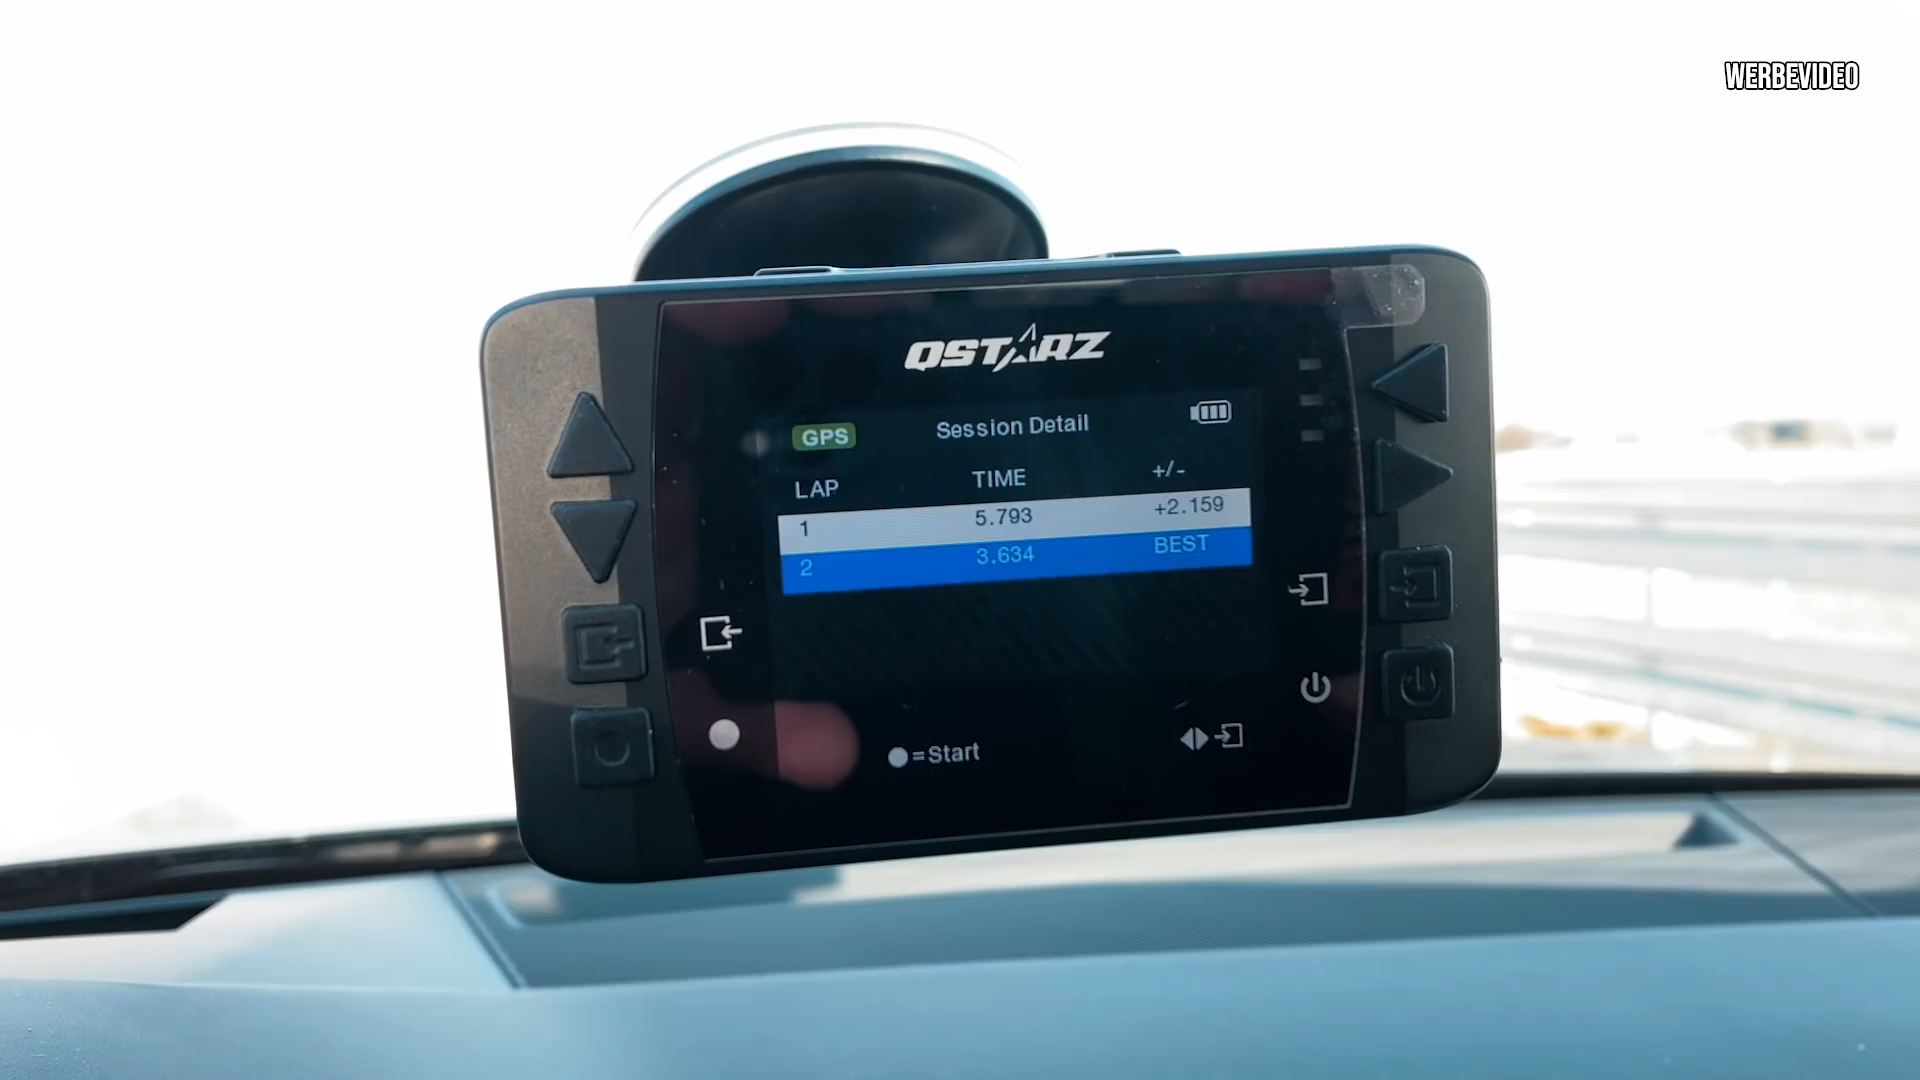 WERBEVIDEO
QSTARZ
GPS Session Detail
LAP TIME +/-
1 5.793 +2.159
2 3.634 BEST
=Start